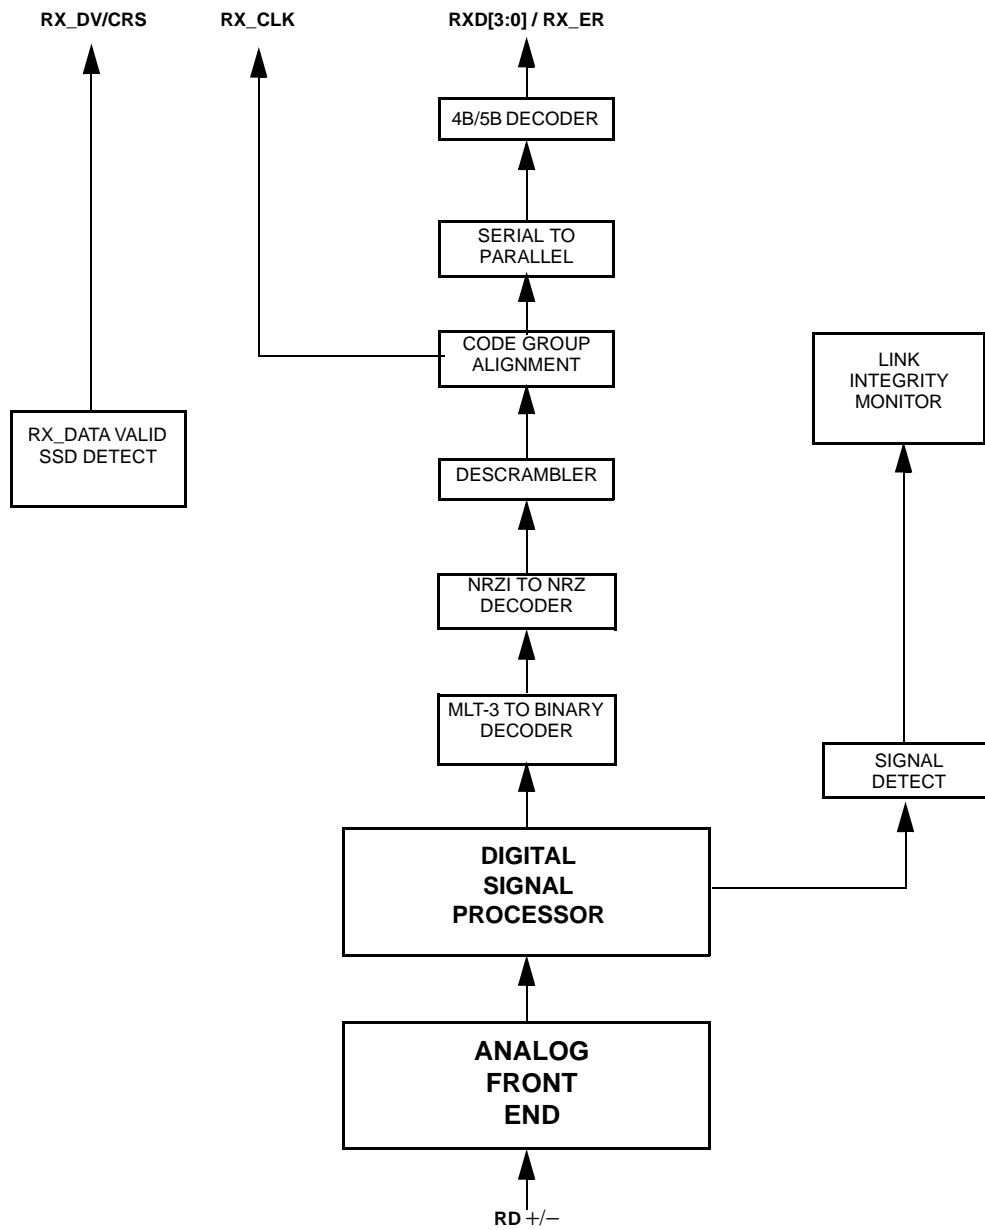 RX_DV/CRS
RX_CLK
RXD[3:0] / RX_ER
4B/5B DECODER
SERIAL TO
PARALLEL
CODE GROUP
ALIGNMENT
LINK
INTEGRITY
MONITOR
RX_DATA VALID
SSD DETECT
DESCRAMBLER
NRZI TO NRZ
DECODER
MLT-3 TO BINARY
DECODER
SIGNAL
DETECT
DIGITAL
SIGNAL
PROCESSOR
ANALOG
FRONT
END
RD +/−